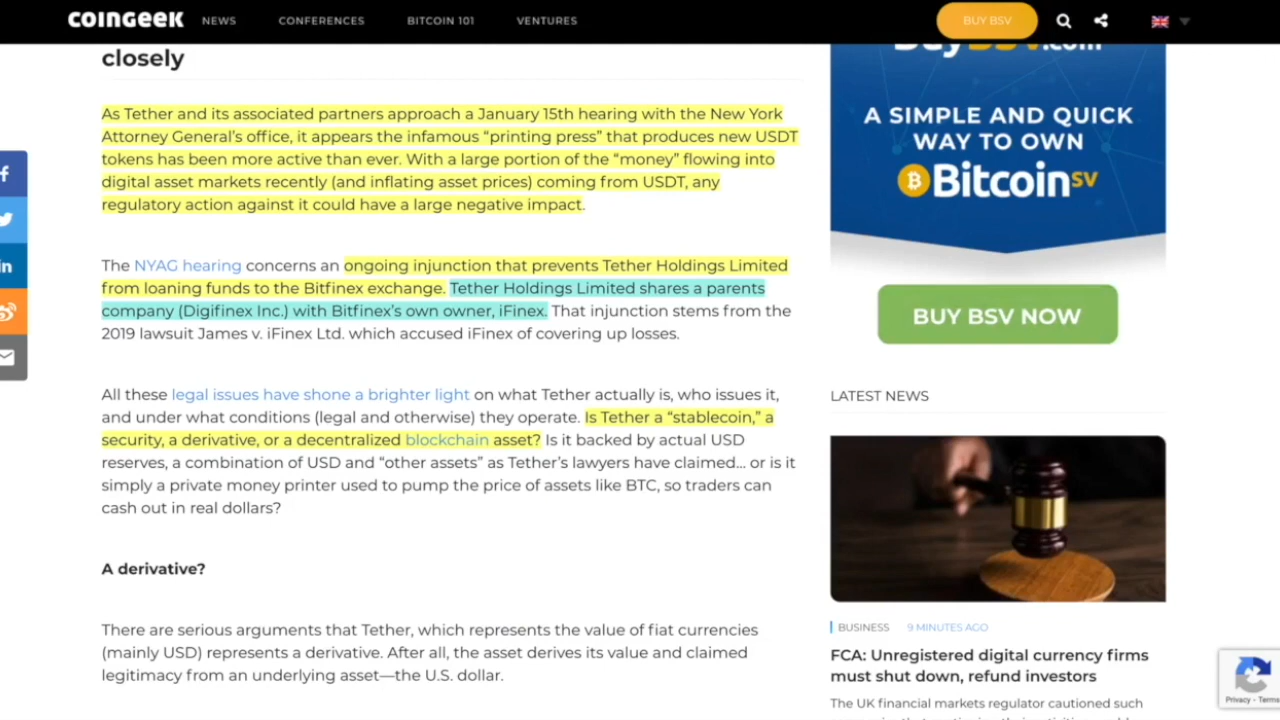 COINGEEK NEWS CONFERENCES BITCOIN 101 VENTURES BUY BSV
closely
As Tether and its associated partners approach a January 15th hearing with the New York
Attorney General's office, it appears the infamous “printing press” that produces new USDT
tokens has been more active than ever. With a large portion of the “money” flowing into
digital asset markets recently (and inflating asset prices) coming from USDT, any
regulatory action against it could have a large negative impact.
The NYAG hearing concerns an ongoing injunction that prevents Tether Holdings Limited
from loaning funds to the Bitfinex exchange. Tether Holdings Limited shares a parents
company (Digifinex Inc.) with Bitfinex's own owner, iFinex. That injunction stems from the
2019 lawsuit James v. iFinex Ltd. which accused iFinex of covering up losses.
All these legal issues have shone a brighter light on what Tether actually is, who issues it,
and under what conditions (legal and otherwise) they operate. Is Tether a “stablecoin,” a
security, a derivative, or a decentralized blockchain asset? Is it backed by actual USD
reserves, a combination of USD and “other assets” as Tether's lawyers have claimed… or is it
simply a private money printer used to pump the price of assets like BTC, so traders can
cash out in real dollars?
A derivative?
There are serious arguments that Tether, which represents the value of fiat currencies
(mainly USD) represents a derivative. After all, the asset derives its value and claimed
legitimacy from an underlying asset—the U.S. dollar.
BuyBSV.com
A SIMPLE AND QUICK
WAY TO OWN
Bitcoin SV
BUY BSV NOW
LATEST NEWS
BUSINESS 9 MINUTES AGO
FCA: Unregistered digital currency firms
must shut down, refund investors
The UK financial markets regulator cautioned such
Privacy - Terms